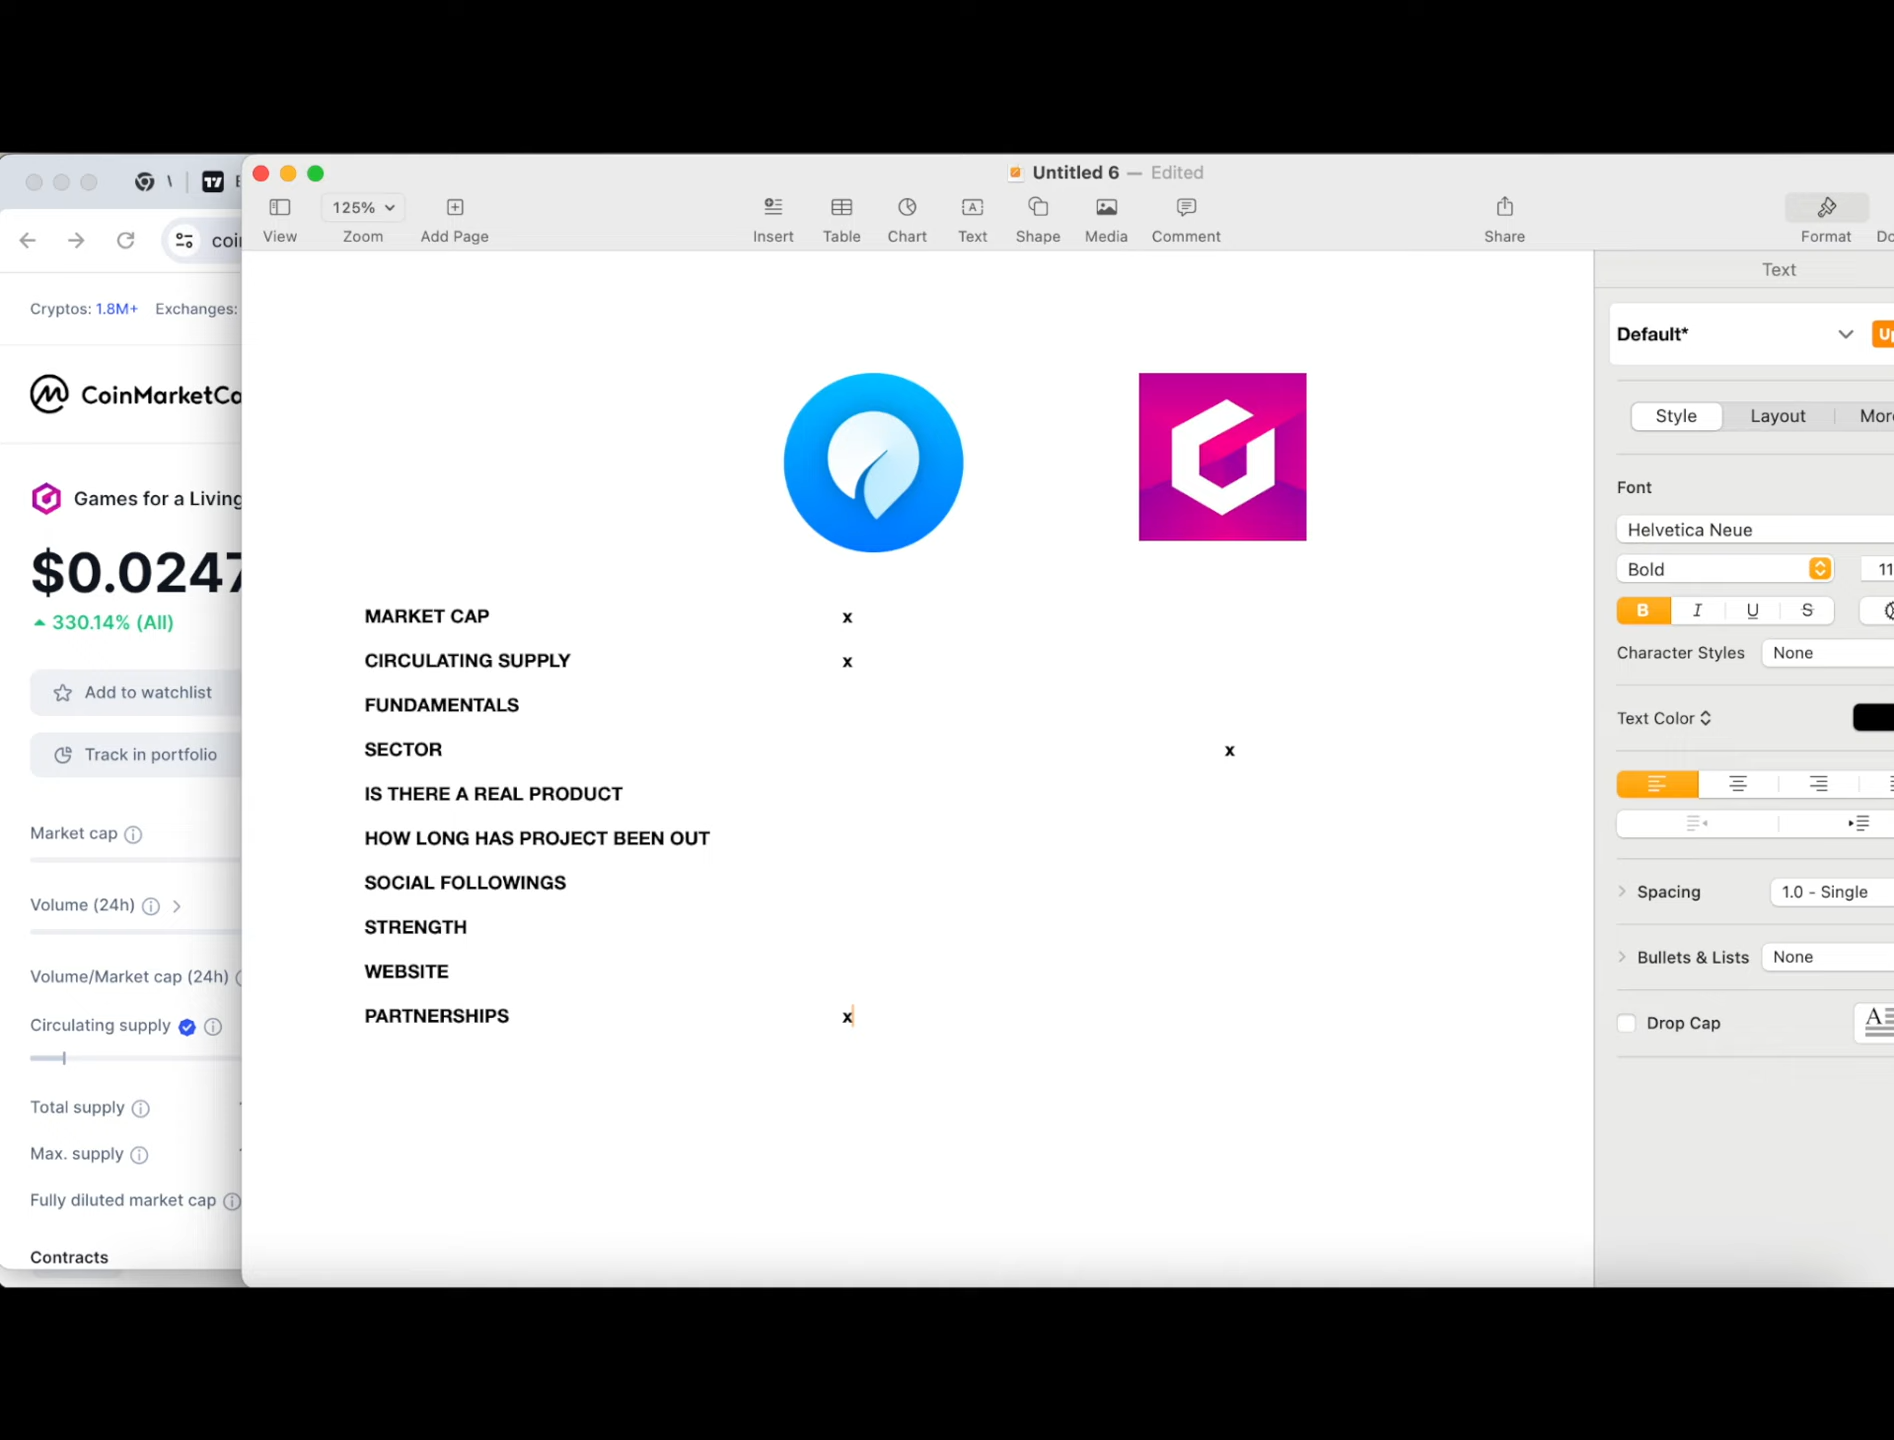 Untitled 6 — Edited
125%
View
Zoom
Add Page
Insert
Table
Chart
Text
Shape
Media
Comment
Share
Format
Text
Cryptos: 1.8M+ Exchanges:
Default*
Style
Layout
Games for a Living
$0.0247
330.14% (All)
Add to watchlist
Track in portfolio
Market cap
Volume (24h)
Volume/Market cap (24h)
Circulating supply
Total supply
Max. supply
Fully diluted market cap
Contracts
MARKET CAP x
CIRCULATING SUPPLY x
FUNDAMENTALS
SECTOR x
IS THERE A REAL PRODUCT
HOW LONG HAS PROJECT BEEN OUT
SOCIAL FOLLOWINGS
STRENGTH
WEBSITE
PARTNERSHIPS x
Font
Helvetica Neue
Bold
11
B I U S
Character Styles None
Text Color
Spacing 1.0 - Single
Bullets & Lists None
Drop Cap